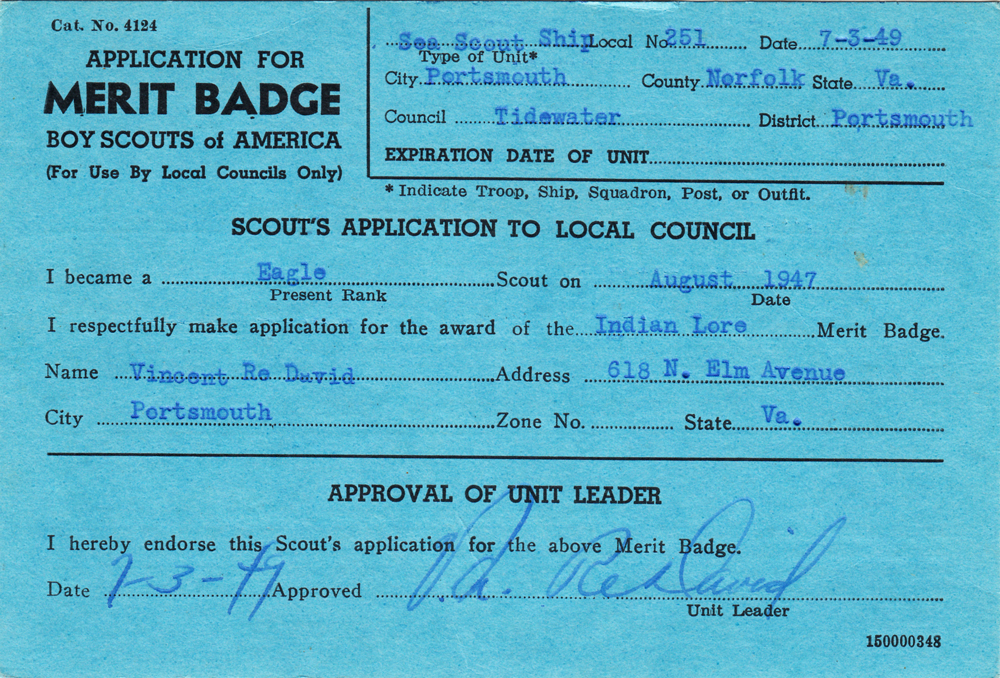 Cat. No. 4124
APPLICATION FOR
MERIT BADGE
BOY SCOUTS of AMERICA
(For Use By Local Councils Only)
Sea Scout Ship Local No. 251 Date 7-3-49
Type of Unit*
City Portsmouth County Norfolk State Va.
Council Tidewater District Portsmouth
EXPIRATION DATE OF UNIT
* Indicate Troop, Ship, Squadron, Post, or Outfit.
SCOUT'S APPLICATION TO LOCAL COUNCIL
I became a Eagle Scout on August 1947
Present Rank Date
I respectfully make application for the award of the Indian Lore Merit Badge.
Name Vincent Re David Address 618 N. Elm Avenue
City Portsmouth Zone No. State Va.
APPROVAL OF UNIT LEADER
I hereby endorse this Scout's application for the above Merit Badge.
Date 7-3-49 Approved V. A. Re David
Unit Leader
150000348